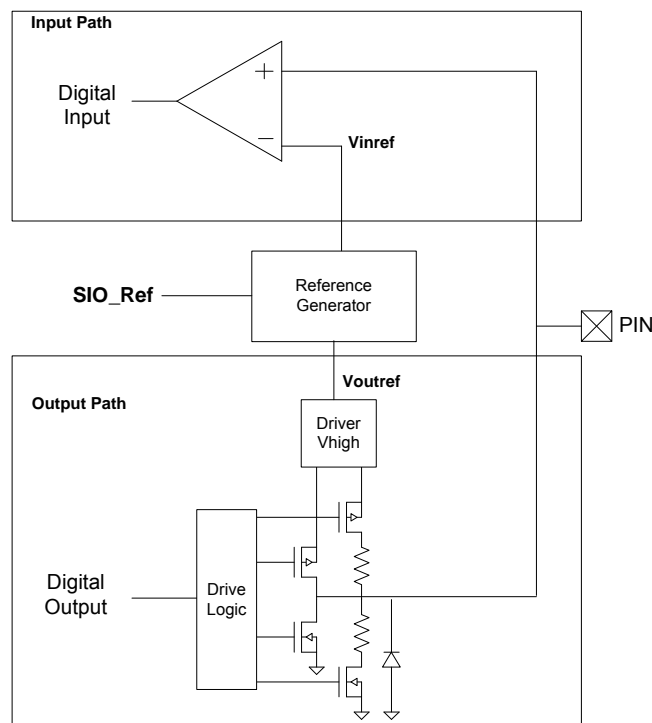 Input Path
Digital
Input
+
−
Vinref
SIO_Ref
Reference
Generator
PIN
Output Path
Voutref
Driver
Vhigh
Digital
Output
Drive
Logic